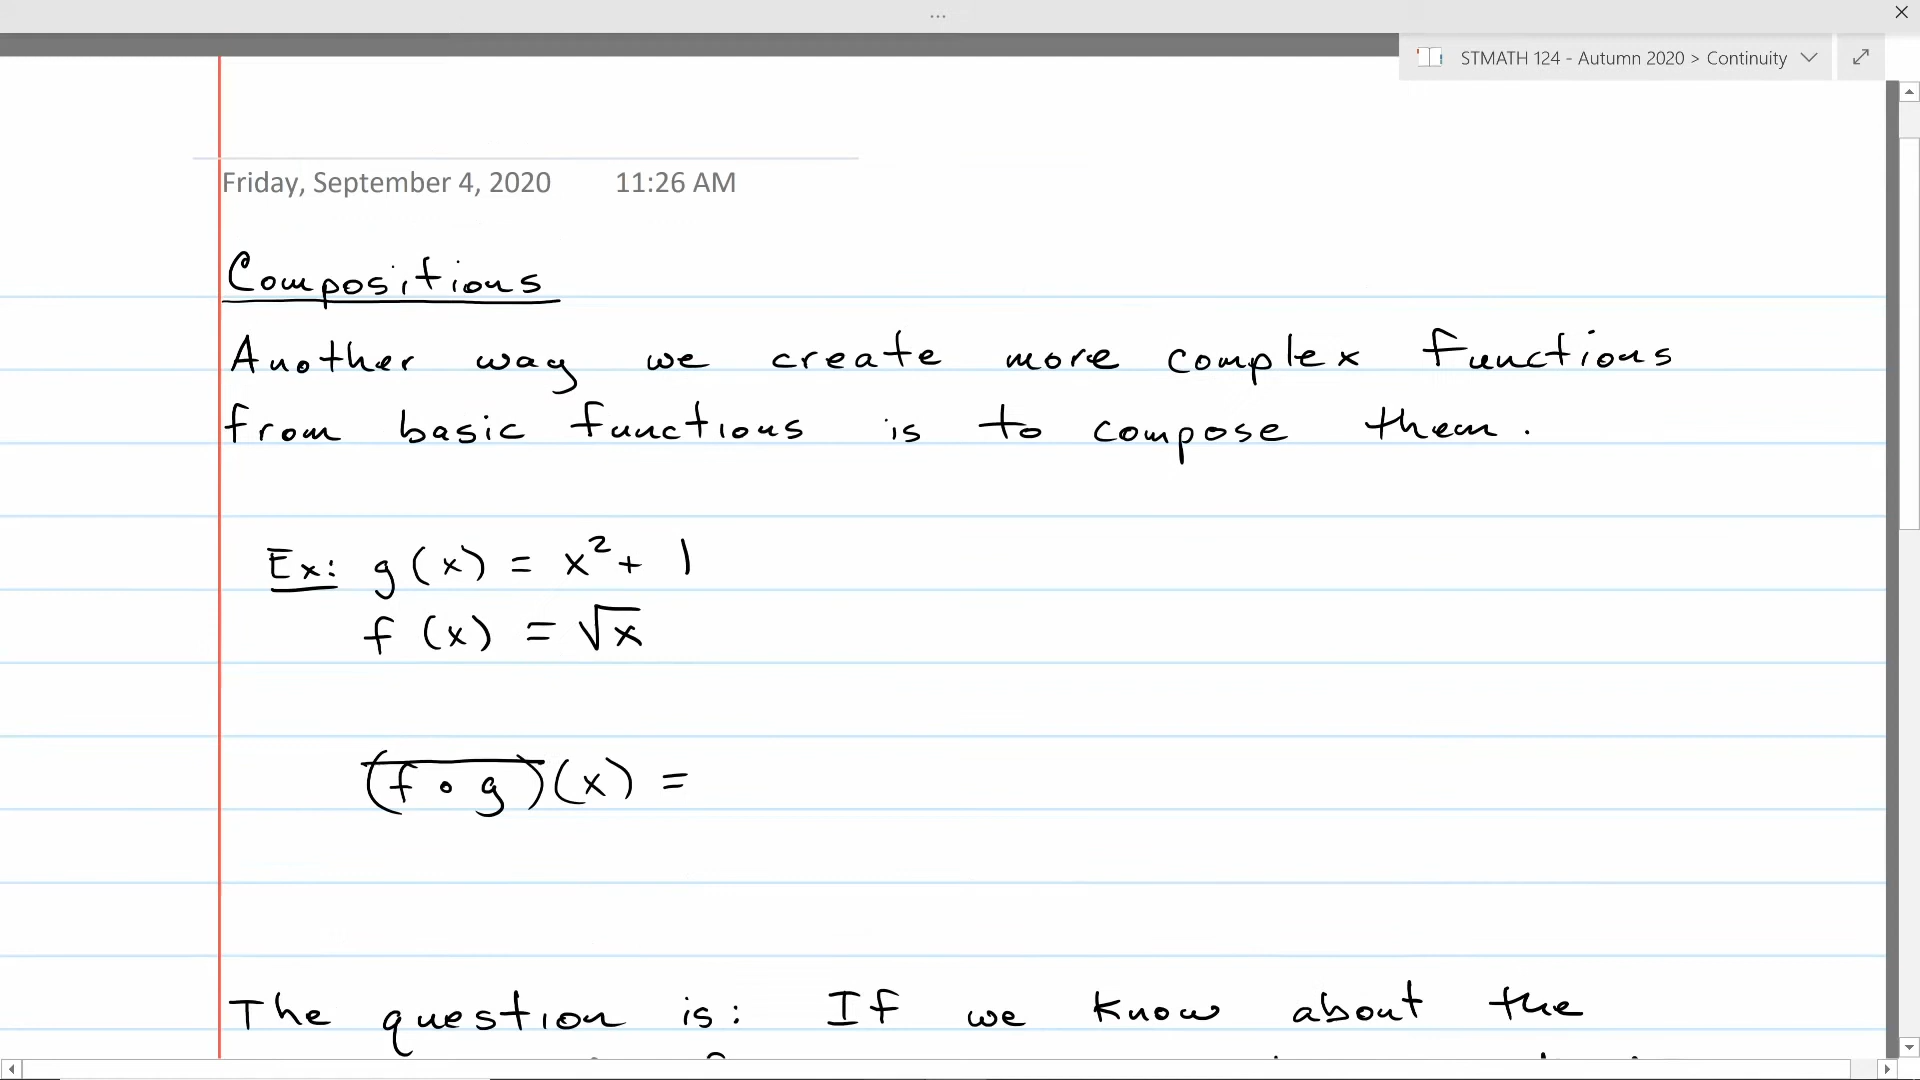 ...
STMATH 124 - Autumn 2020 > Continuity
Friday, September 4, 2020 11:26 AM
Compositions
Another way we create more complex functions
from basic functions is to compose them.
Ex: g(x) = x² + 1
f(x) = √x
(f ∘ g)(x) =
The question is: If we know about the